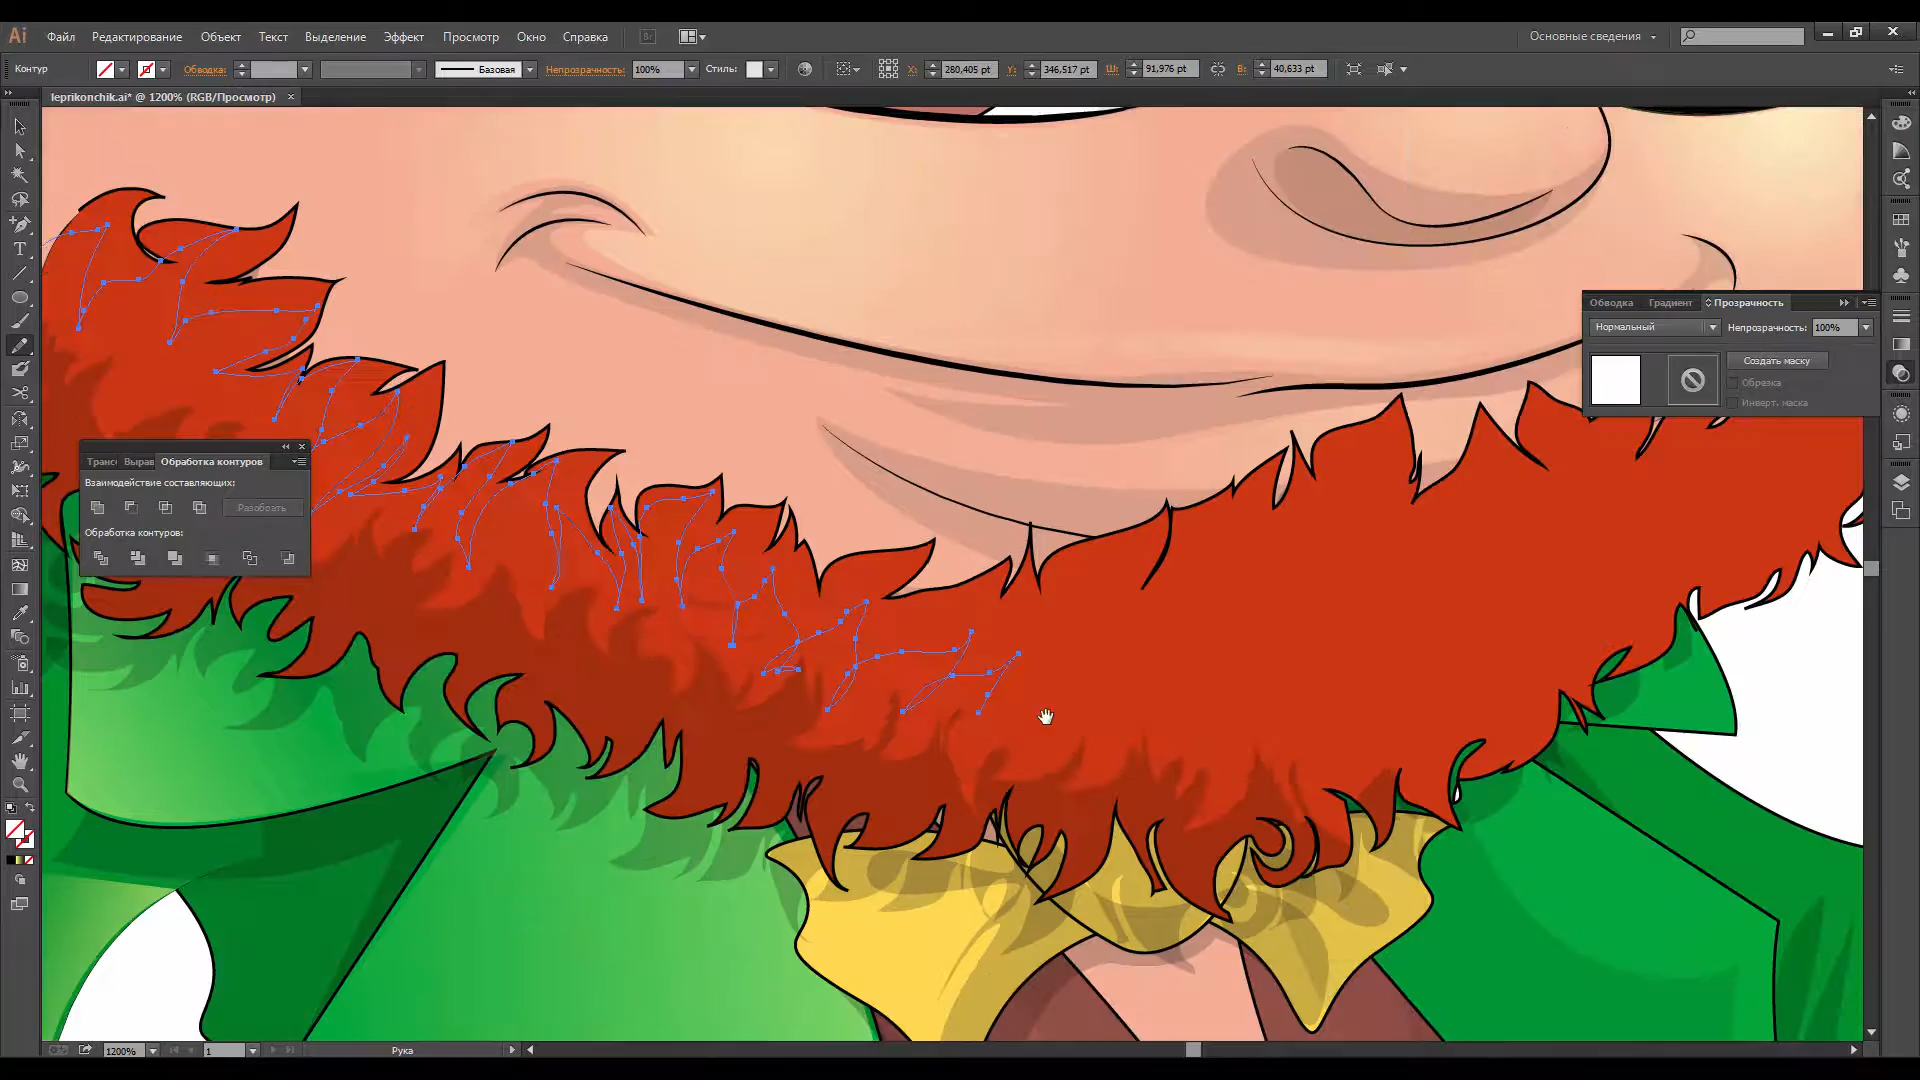 Ai Файл Редактирование Объект Текст Выделение Эффект Просмотр Окно Справка Br Основные сведения
Контур Обводка: Базовая Непрозрачность: 100% Стиль: X: 280,405 pt Y: 346,517 pt Ш: 91,976 pt В: 40,633 pt
leprikonchik.ai* @ 1200% (RGB/Просмотр)
Обводка Градиент Прозрачность
Нормальный Непрозрачность: 100%
Создать маску
Обрезка
Инверт. маска
Транс Вырав Обработка контуров
Взаимодействие составляющих:
Разобрать
Обработка контуров:
1200% 1 Рука